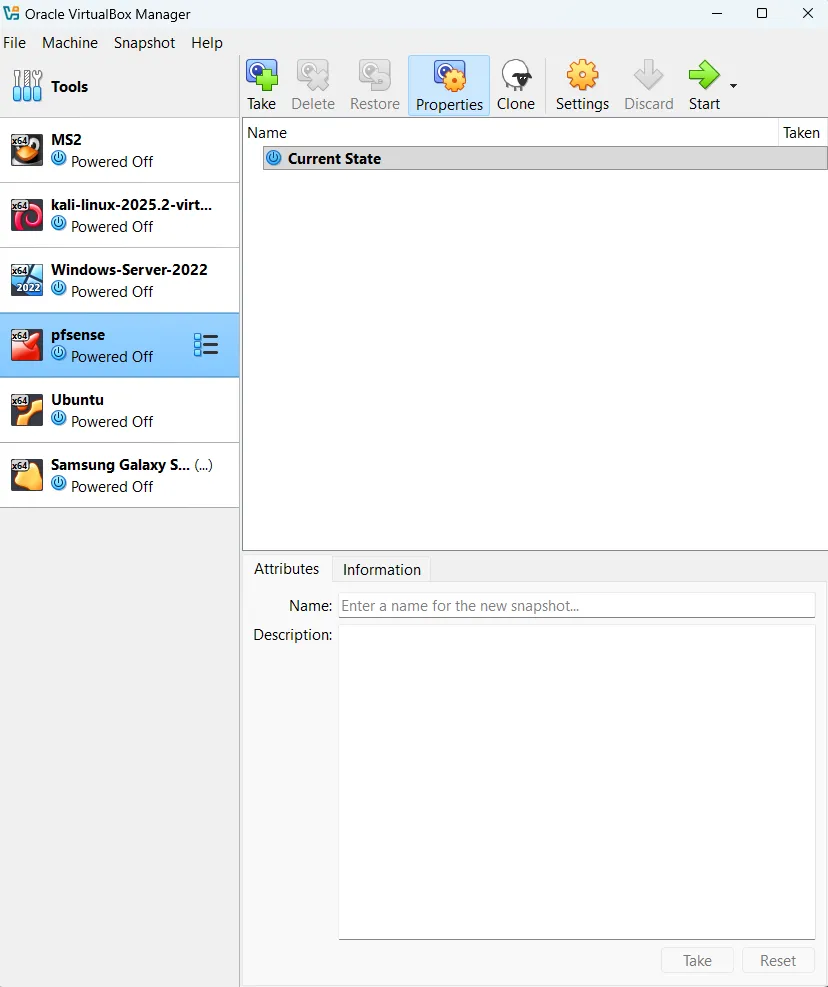 Oracle VirtualBox Manager
File Machine Snapshot Help
Tools
Take Delete Restore Properties Clone Settings Discard Start
x64 MS2
Powered Off
x64 kali-linux-2025.2-virt...
Powered Off
x64 2022 Windows-Server-2022
Powered Off
x64 pfsense
Powered Off
x64 Ubuntu
Powered Off
x64 Samsung Galaxy S... (...)
Powered Off
Name Taken
Current State
Attributes Information
Name: Enter a name for the new snapshot...
Description:
Take Reset